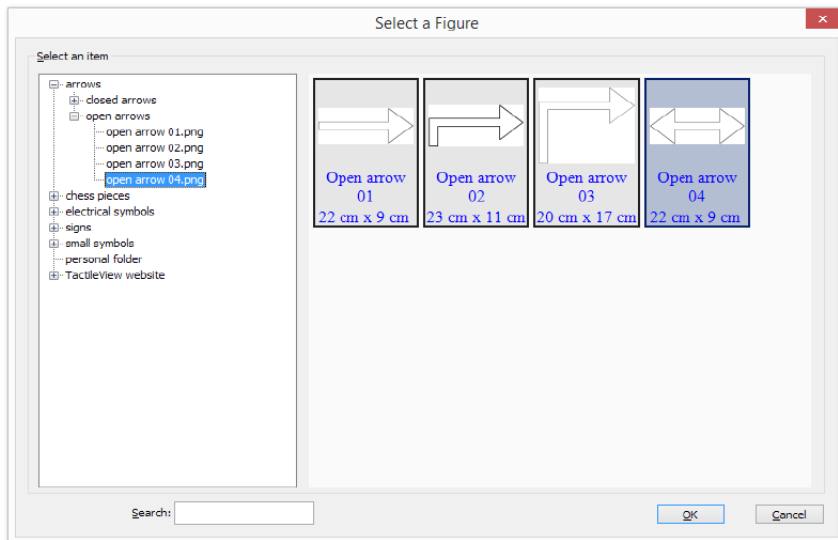 Select a Figure
Select an item
arrows
closed arrows
open arrows
open arrow 01.png
open arrow 02.png
open arrow 03.png
open arrow 04.png
chess pieces
electrical symbols
signs
small symbols
personal folder
TactileView website
Open arrow
01
22 cm x 9 cm
Open arrow
02
23 cm x 11 cm
Open arrow
03
20 cm x 17 cm
Open arrow
04
22 cm x 9 cm
Search:
OK
Cancel